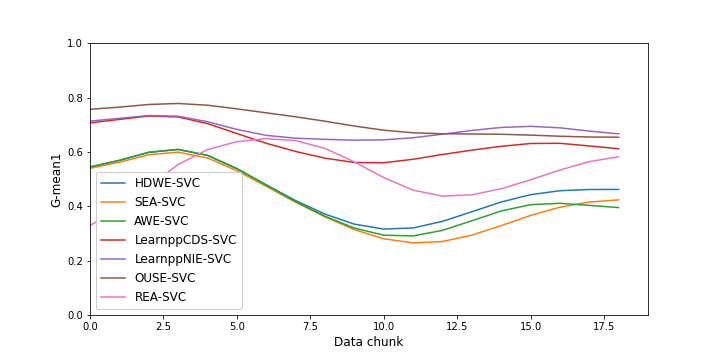 1.0
0.8
0.6
0.4
0.2
0.0
G-mean1
HDWE-SVC
SEA-SVC
AWE-SVC
LearnppCDS-SVC
LearnppNIE-SVC
OUSE-SVC
REA-SVC
0.0 2.5 5.0 7.5 10.0 12.5 15.0 17.5
Data chunk